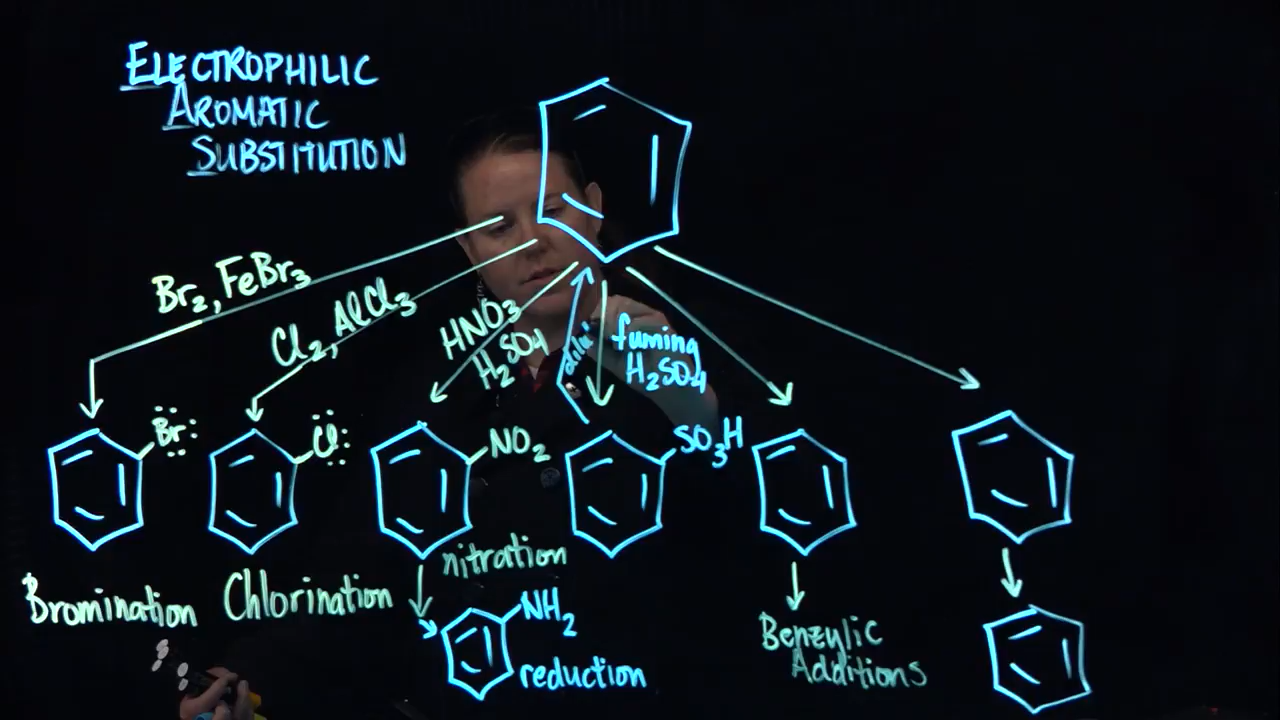 ELECTROPHILIC
AROMATIC
SUBSTITUTION
Br2, FeBr3
Cl2, AlCl3
HNO3
H2SO4
dilu
fuming
H2SO4
Br
Cl
NO2
SO3H
Bromination
Chlorination
nitration
NH2
reduction
Benzylic
Additions